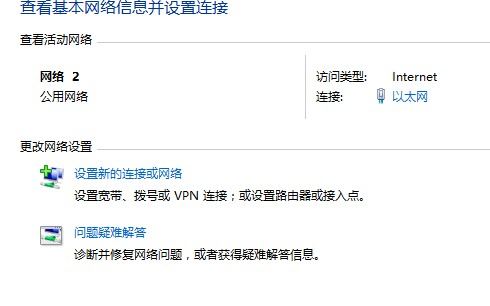 查看基本网络信息并设置连接
查看活动网络
网络 2
公用网络
访问类型: Internet
连接: 以太网
更改网络设置
设置新的连接或网络
设置宽带、拨号或 VPN 连接；或设置路由器或接入点。
问题疑难解答
诊断并修复网络问题，或者获得疑难解答信息。